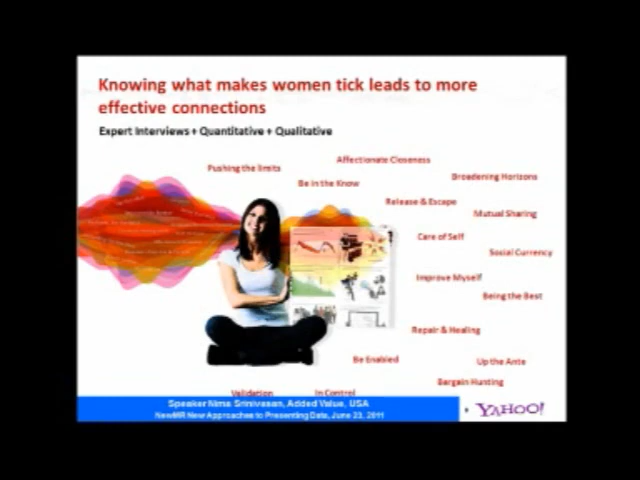 Knowing what makes women tick leads to more
effective connections
Expert Interviews + Quantitative + Qualitative
Affectionate Closeness
Pushing the limits
Broadening Horizons
Be in the Know
Release & Escape
Mutual Sharing
Care of Self
Social Currency
Improve Myself
Being the Best
Repair & Healing
Be Enabled
Up the Ante
Bargain Hunting
Validation
In Control
Speaker Nima Srinivasan, Added Value, USA
NewMR New Approaches to Presenting Data, June 23, 2011
YAHOO!